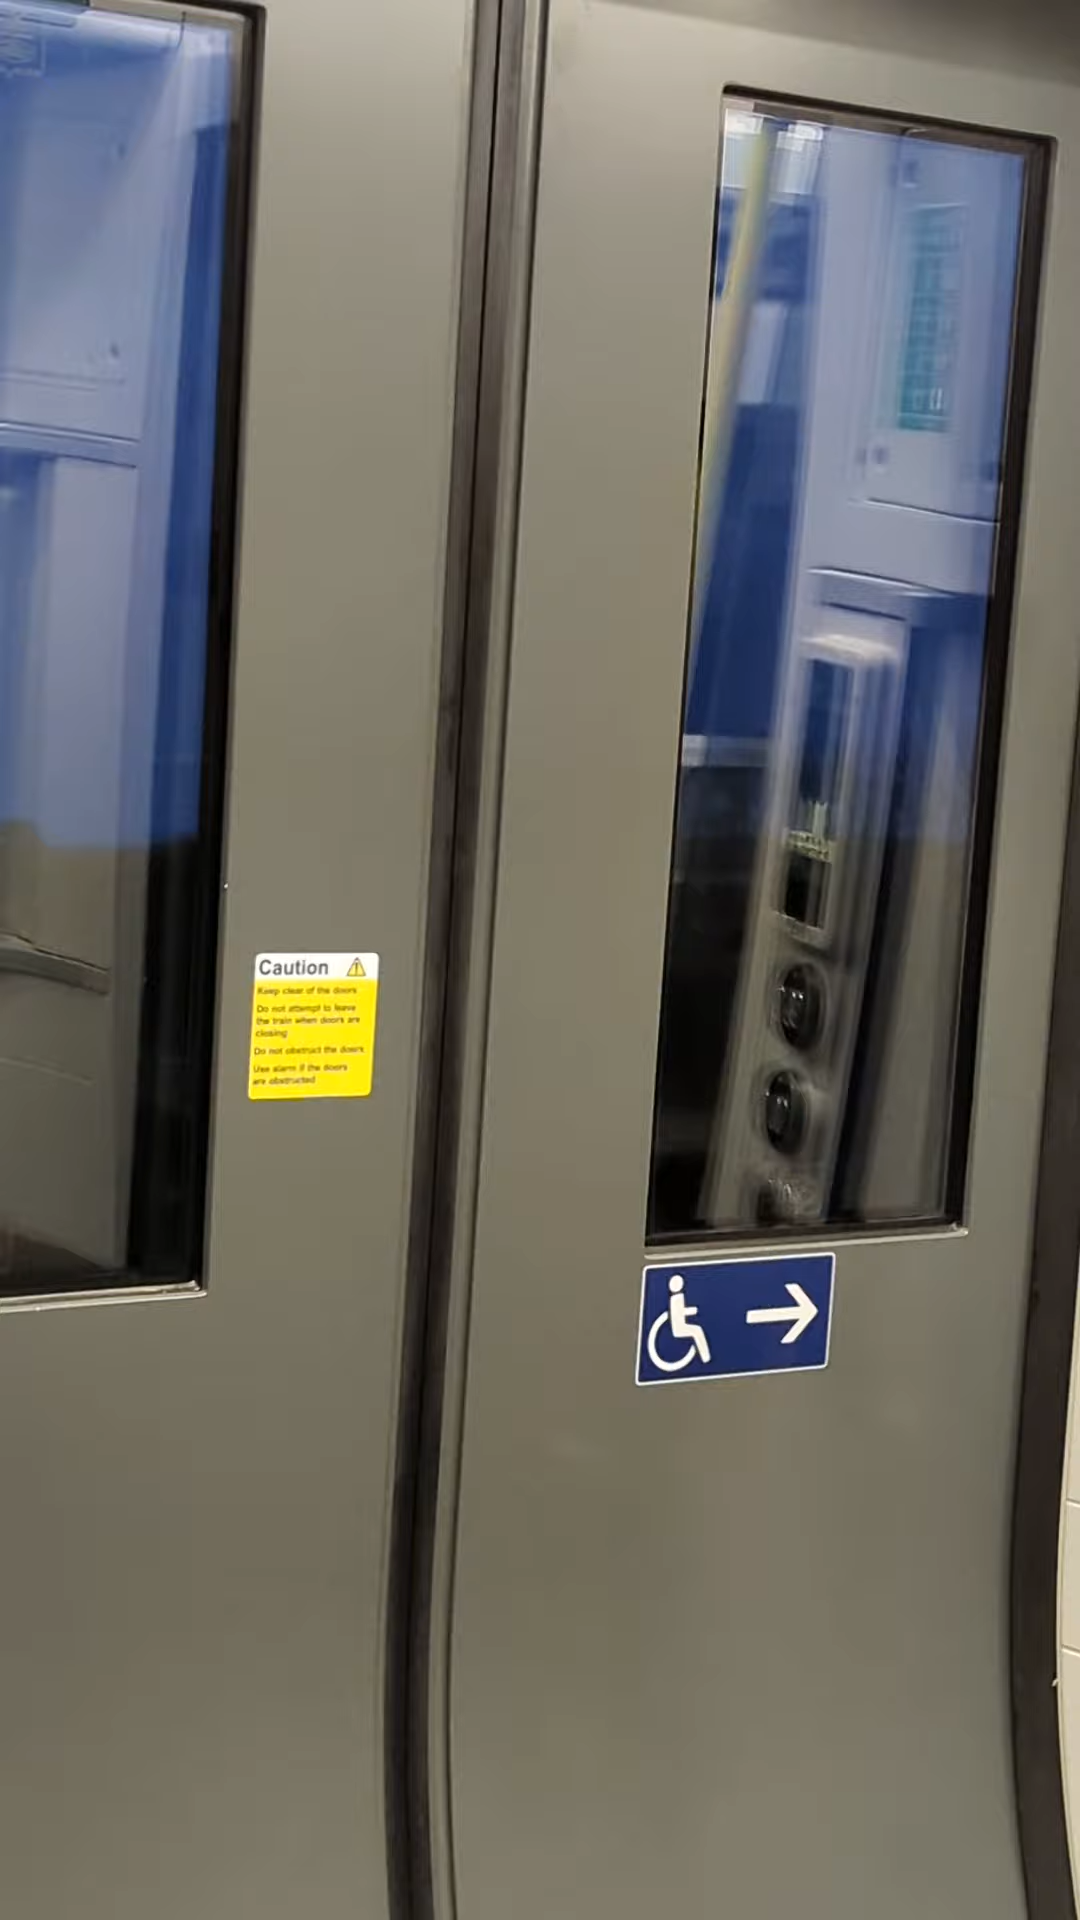 Caution
Keep clear of the doors
Do not attempt to leave
the train when doors are
closing
Do not obstruct the doors
Use alarm if the doors
are obstructed